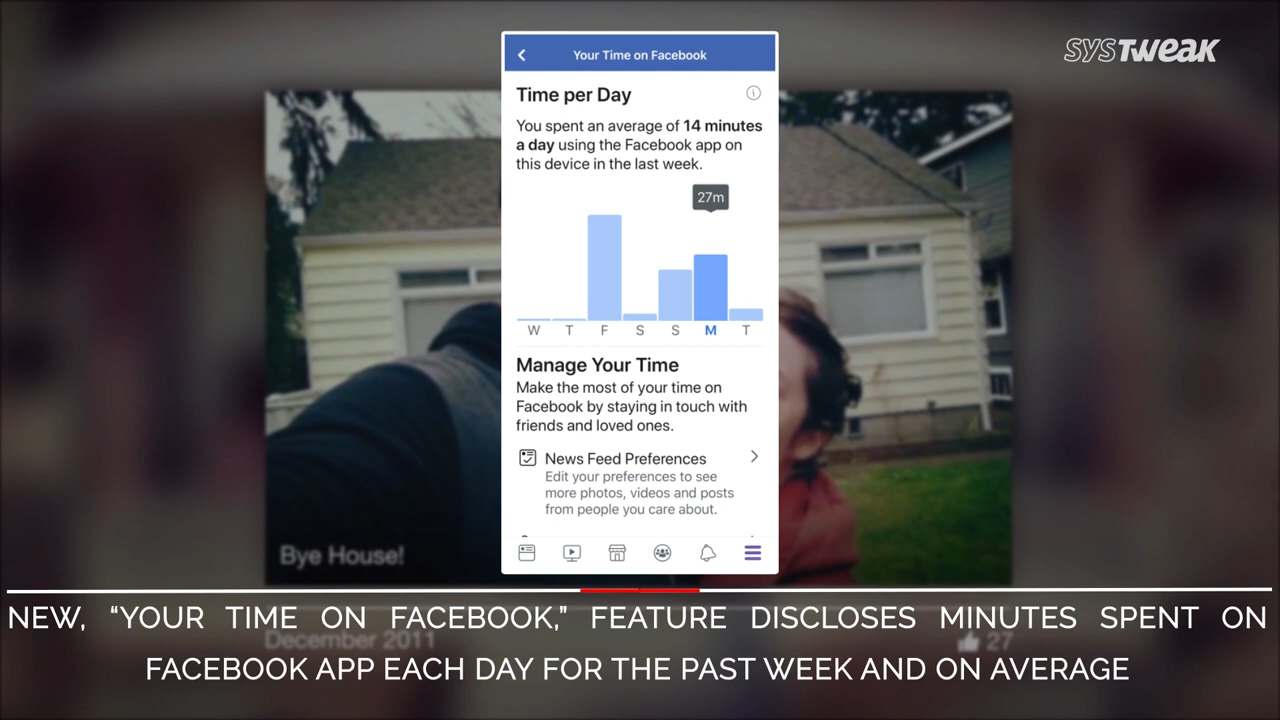 SYSTWEAK
Your Time on Facebook
Time per Day
You spent an average of 14 minutes
a day using the Facebook app on
this device in the last week.
27m
W T F S S M T
Manage Your Time
Make the most of your time on
Facebook by staying in touch with
friends and loved ones.
News Feed Preferences
Edit your preferences to see
more photos, videos and posts
from people you care about.
Bye House!
NEW, “YOUR TIME ON FACEBOOK,” FEATURE DISCLOSES MINUTES SPENT ON
December 2011 27
FACEBOOK APP EACH DAY FOR THE PAST WEEK AND ON AVERAGE